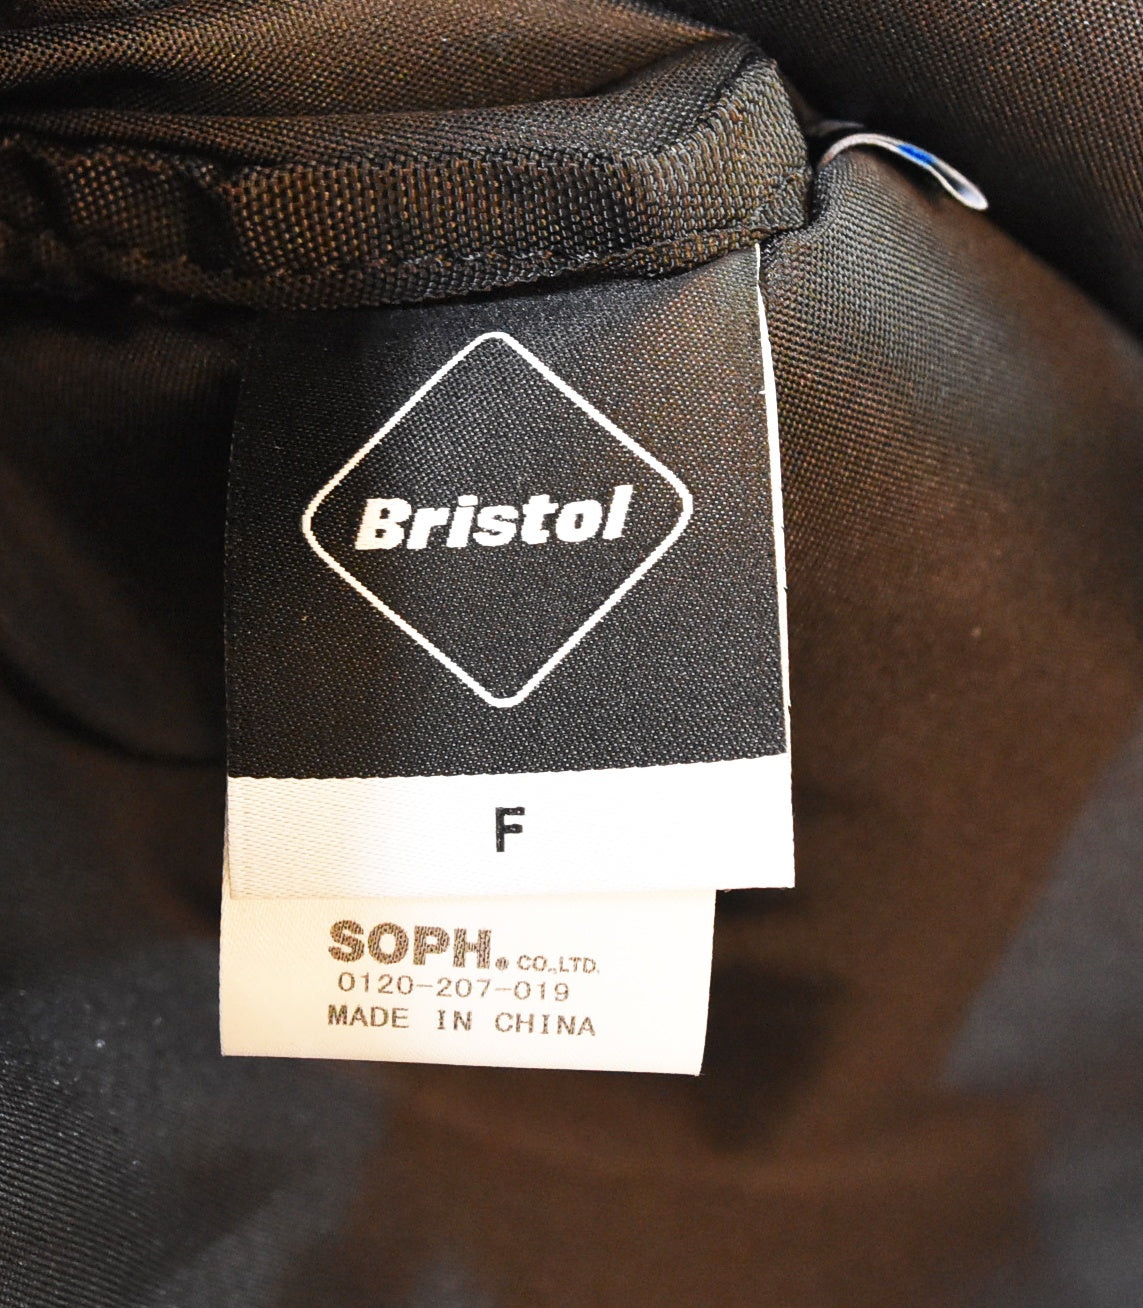 Bristol
F
SOPH. CO.,LTD.
0120-207-019
MADE IN CHINA